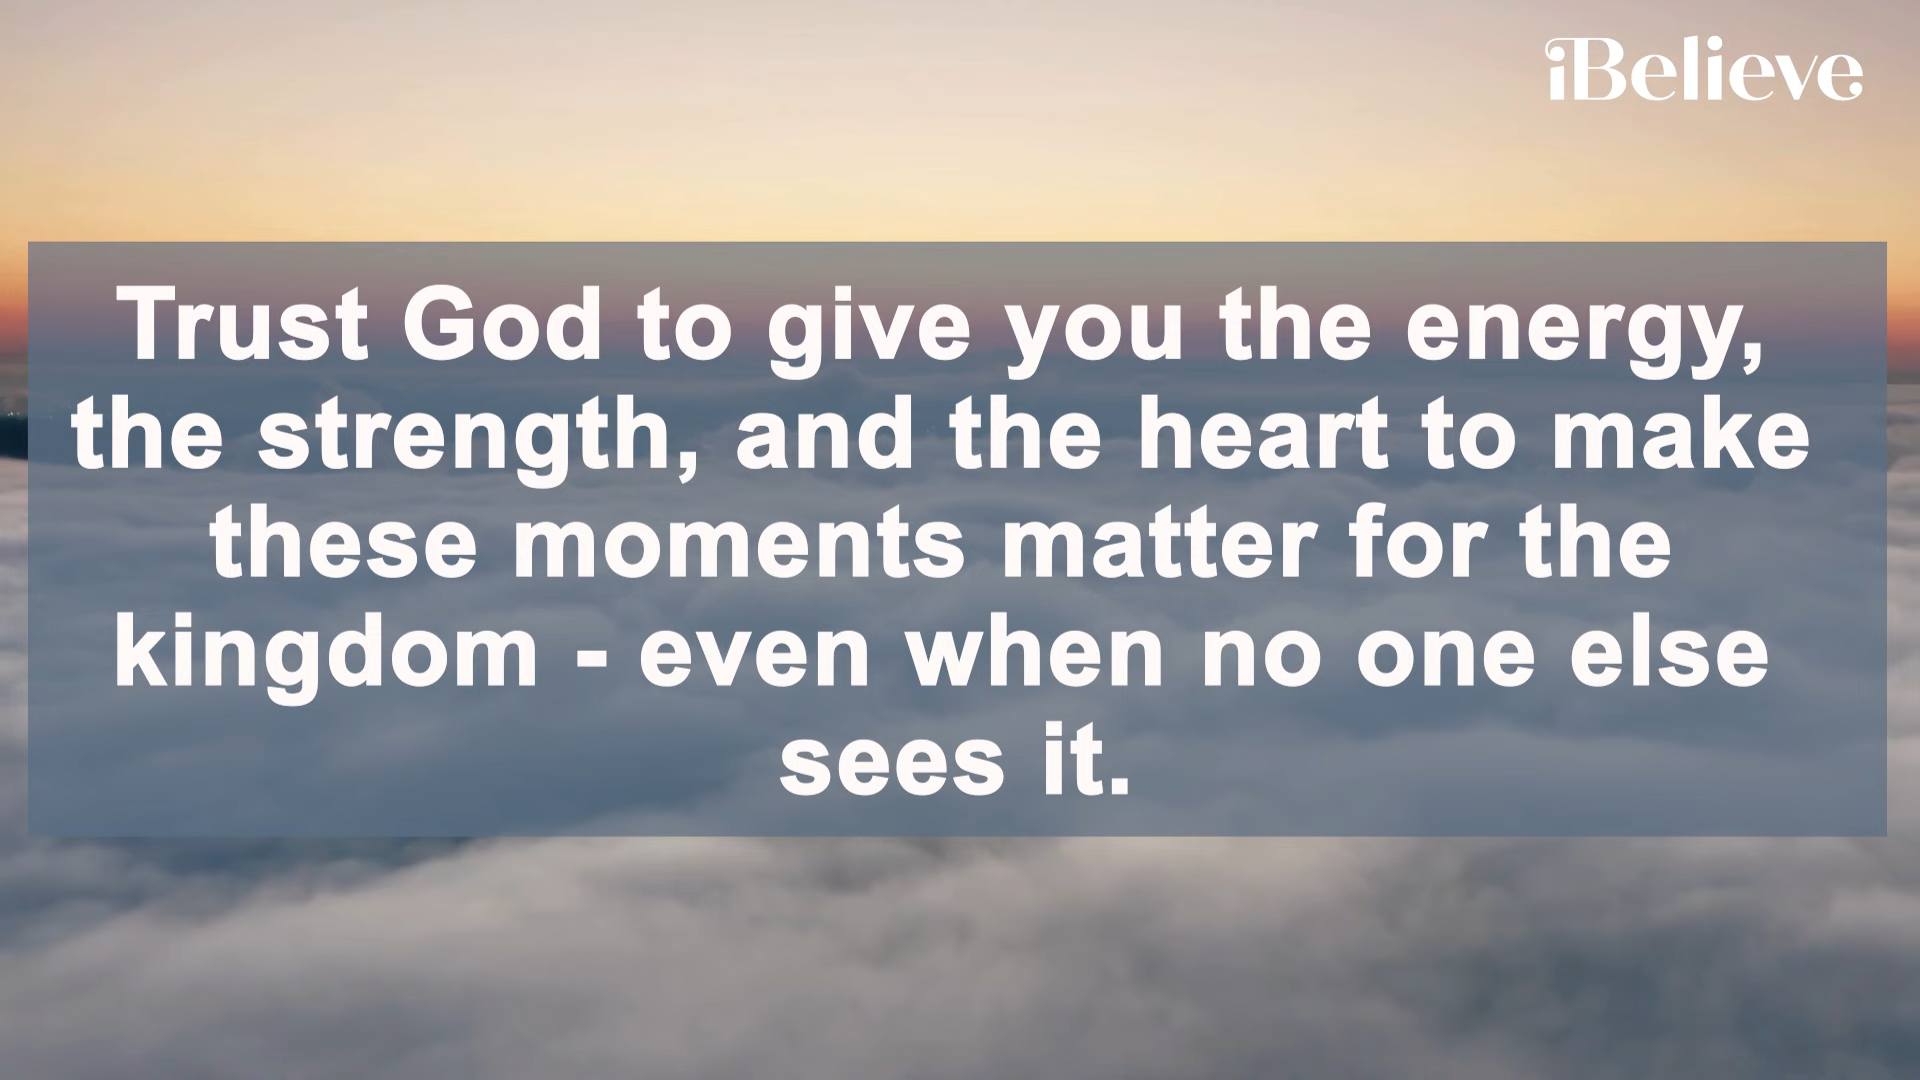 iBelieve
Trust God to give you the energy,
the strength, and the heart to make
these moments matter for the
kingdom - even when no one else
sees it.